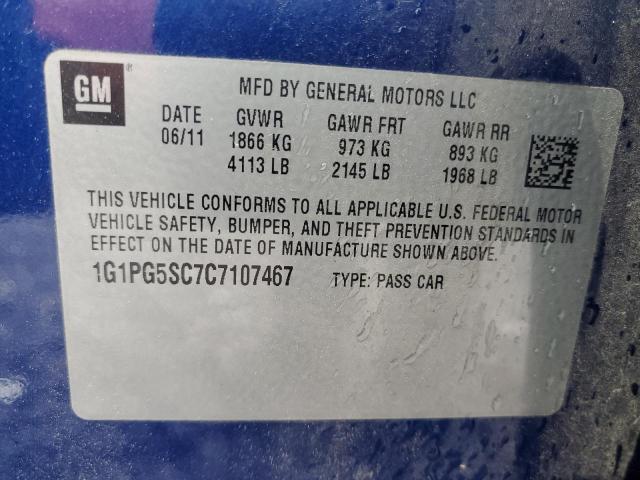 GM
MFD BY GENERAL MOTORS LLC
DATE GVWR GAWR FRT GAWR RR
06/11 1866 KG 973 KG 893 KG
4113 LB 2145 LB 1968 LB
THIS VEHICLE CONFORMS TO ALL APPLICABLE U.S. FEDERAL MOTOR
VEHICLE SAFETY, BUMPER, AND THEFT PREVENTION STANDARDS IN
EFFECT ON THE DATE OF MANUFACTURE SHOWN ABOVE.
1G1PG5SC7C7107467 TYPE: PASS CAR